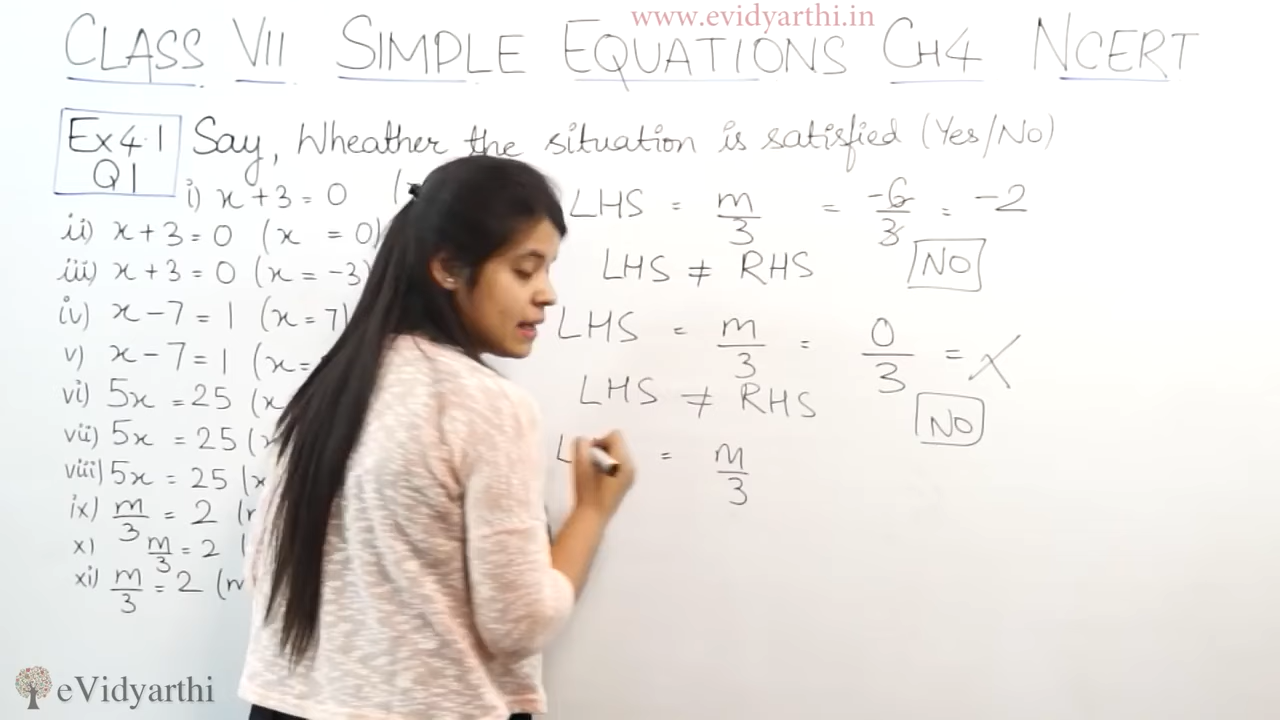 www.evidyarthi.in
CLASS VII SIMPLE EQUATIONS CH4 NCERT
Ex 4.1 Say, Wheather the situation is satisfied (Yes/No)
Q1
i) x + 3 = 0 (
ii) x + 3 = 0 (x = 0)
iii) x + 3 = 0 (x = -3)
iv) x - 7 = 1 (x = 7)
v) x - 7 = 1 (x =
vi) 5x = 25 (x
vii) 5x = 25 (
viii) 5x = 25 (x
ix) m/3 = 2 (
x) m/3 = 2 (
xi) m/3 = 2 (m
LHS = m/3 = -6/3 = -2
LHS ≠ RHS NO
LHS = m/3 = 0/3 = X
LHS ≠ RHS NO
L = m/3
eVidyarthi